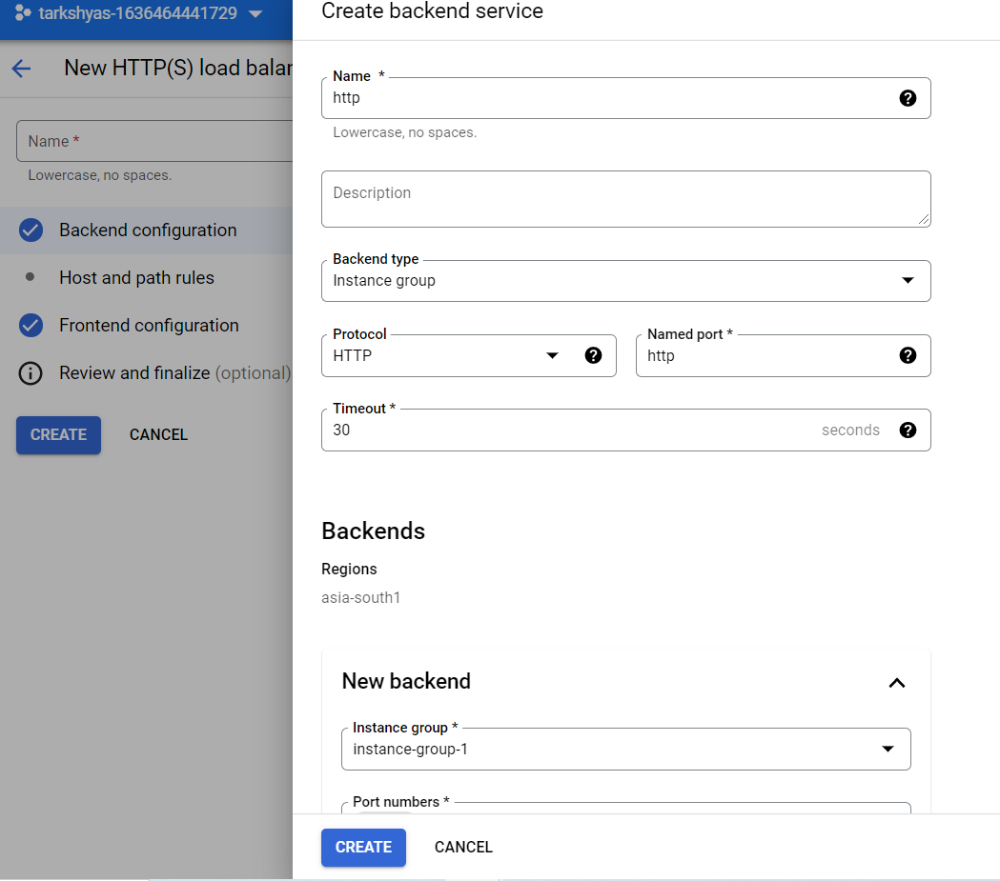 tarkshyas-1636464441729
New HTTP(S) load balan
Name *
Lowercase, no spaces.
Backend configuration
Host and path rules
Frontend configuration
Review and finalize (optional)
CREATE
CANCEL
Create backend service
Name *
http
Lowercase, no spaces.
Description
Backend type
Instance group
Protocol
HTTP
Named port *
http
Timeout *
30
seconds
Backends
Regions
asia-south1
New backend
Instance group *
instance-group-1
Port numbers *
CREATE
CANCEL